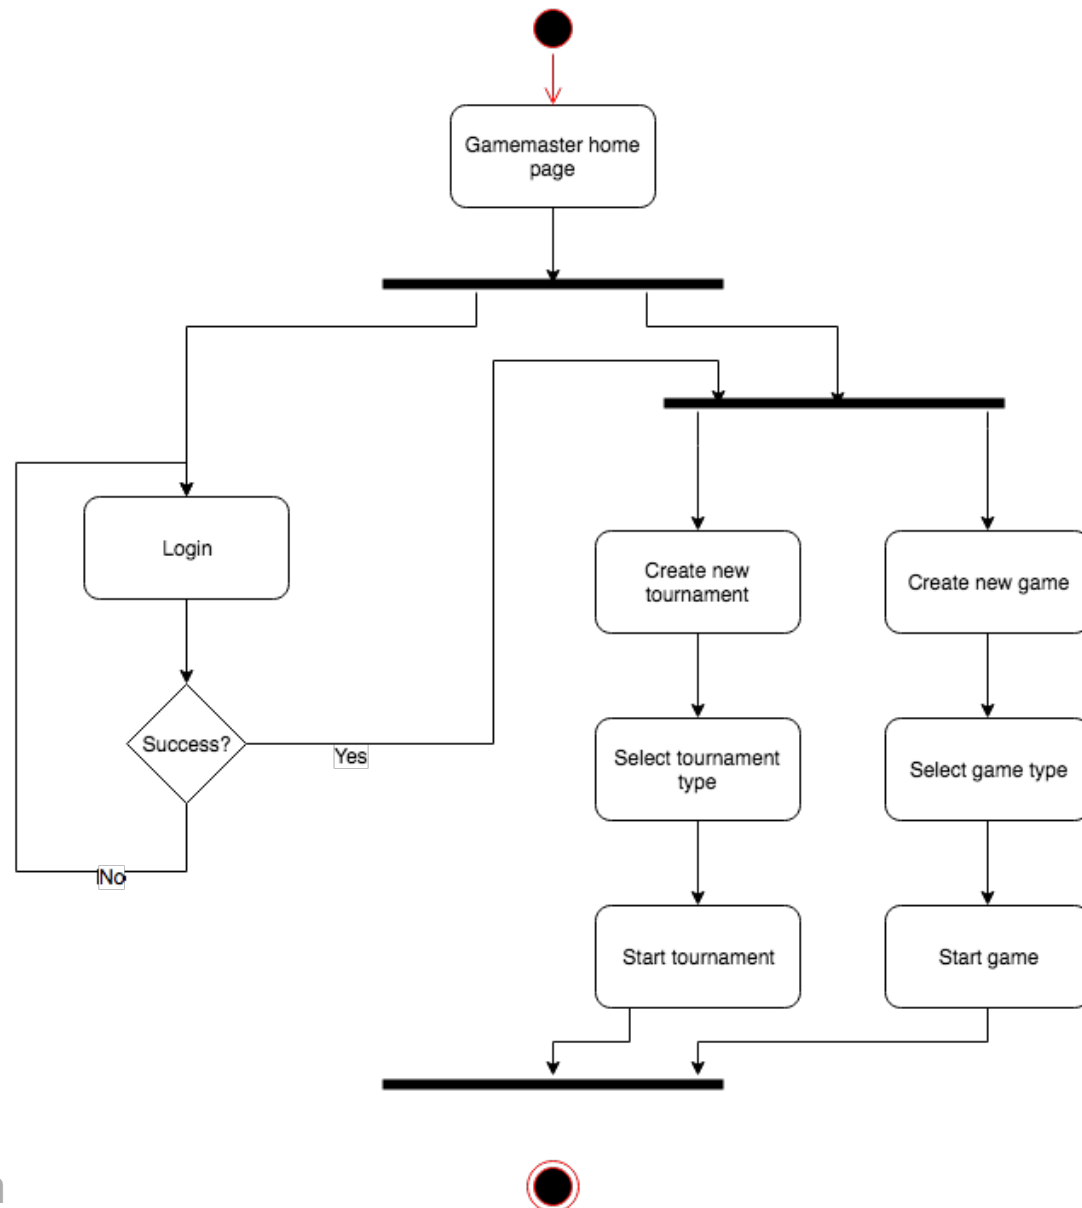 Gamemaster home
page
Login
Create new
tournament
Create new game
Success?
Yes
Select tournament
type
Select game type
No
Start tournament
Start game